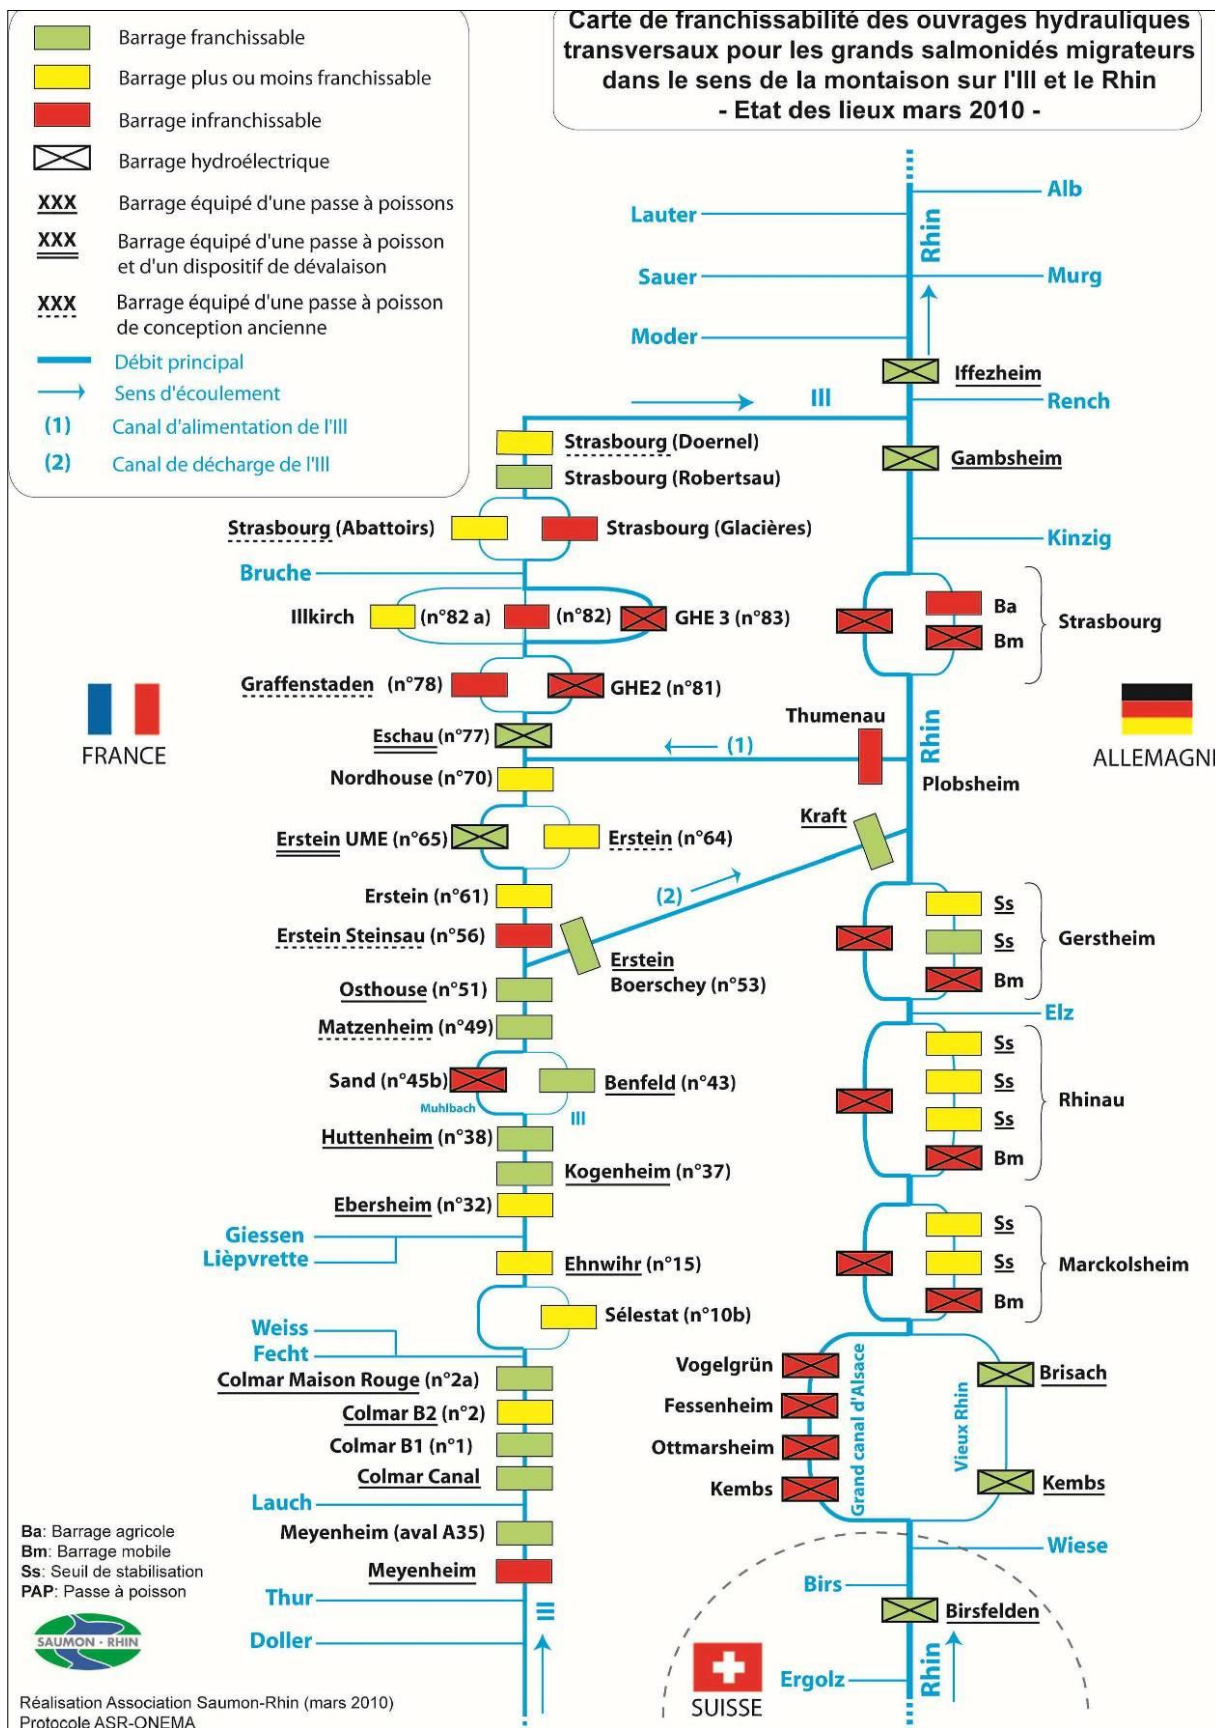 Carte de franchissabilité des ouvrages hydrauliques
transversaux pour les grands salmonidés migrateurs
dans le sens de la montaison sur l'Ill et le Rhin
- Etat des lieux mars 2010 -
Barrage franchissable
Barrage plus ou moins franchissable
Barrage infranchissable
Barrage hydroélectrique
XXX Barrage équipé d'une passe à poissons
XXX Barrage équipé d'une passe à poisson
et d'un dispositif de dévalaison
XXX Barrage équipé d'une passe à poisson
de conception ancienne
Débit principal
Sens d'écoulement
(1) Canal d'alimentation de l'Ill
(2) Canal de décharge de l'Ill
Ill
Strasbourg (Doernel)
Strasbourg (Robertsau)
Strasbourg (Abattoirs)
Strasbourg (Glacières)
Bruche
Illkirch
(n°82 a)
(n°82)
GHE 3 (n°83)
Graffenstaden (n°78)
GHE2 (n°81)
Eschau (n°77)
(1)
Nordhouse (n°70)
Erstein UME (n°65)
Erstein (n°64)
Erstein (n°61)
(2)
Erstein Steinsau (n°56)
Erstein
Boerschey (n°53)
Osthouse (n°51)
Matzenheim (n°49)
Sand (n°45b)
Muhlbach
Benfeld (n°43)
Ill
Huttenheim (n°38)
Kogenheim (n°37)
Ebersheim (n°32)
Giessen
Lièpvrette
Ehnwihr (n°15)
Sélestat (n°10b)
Weiss
Fecht
Colmar Maison Rouge (n°2a)
Colmar B2 (n°2)
Colmar B1 (n°1)
Colmar Canal
Lauch
Meyenheim (aval A35)
Meyenheim
Thur
Ill
Doller
FRANCE
Alb
Lauter
Rhin
Sauer
Murg
Moder
Iffezheim
Rench
Gambsheim
Kinzig
Ba
Bm
Strasbourg
Thumenau
Rhin
Plobsheim
ALLEMAGNE
Kraft
Ss
Ss
Bm
Gerstheim
Elz
Ss
Ss
Ss
Bm
Rhinau
Ss
Ss
Bm
Marckolsheim
Vogelgrün
Fessenheim
Ottmarsheim
Kembs
Grand canal d'Alsace
Vieux Rhin
Brisach
Kembs
Wiese
Birs
Birsfelden
Ergolz
Rhin
SUISSE
Ba: Barrage agricole
Bm: Barrage mobile
Ss: Seuil de stabilisation
PAP: Passe à poisson
SAUMON - RHIN
Réalisation Association Saumon-Rhin (mars 2010)
Protocole ASR-ONEMA